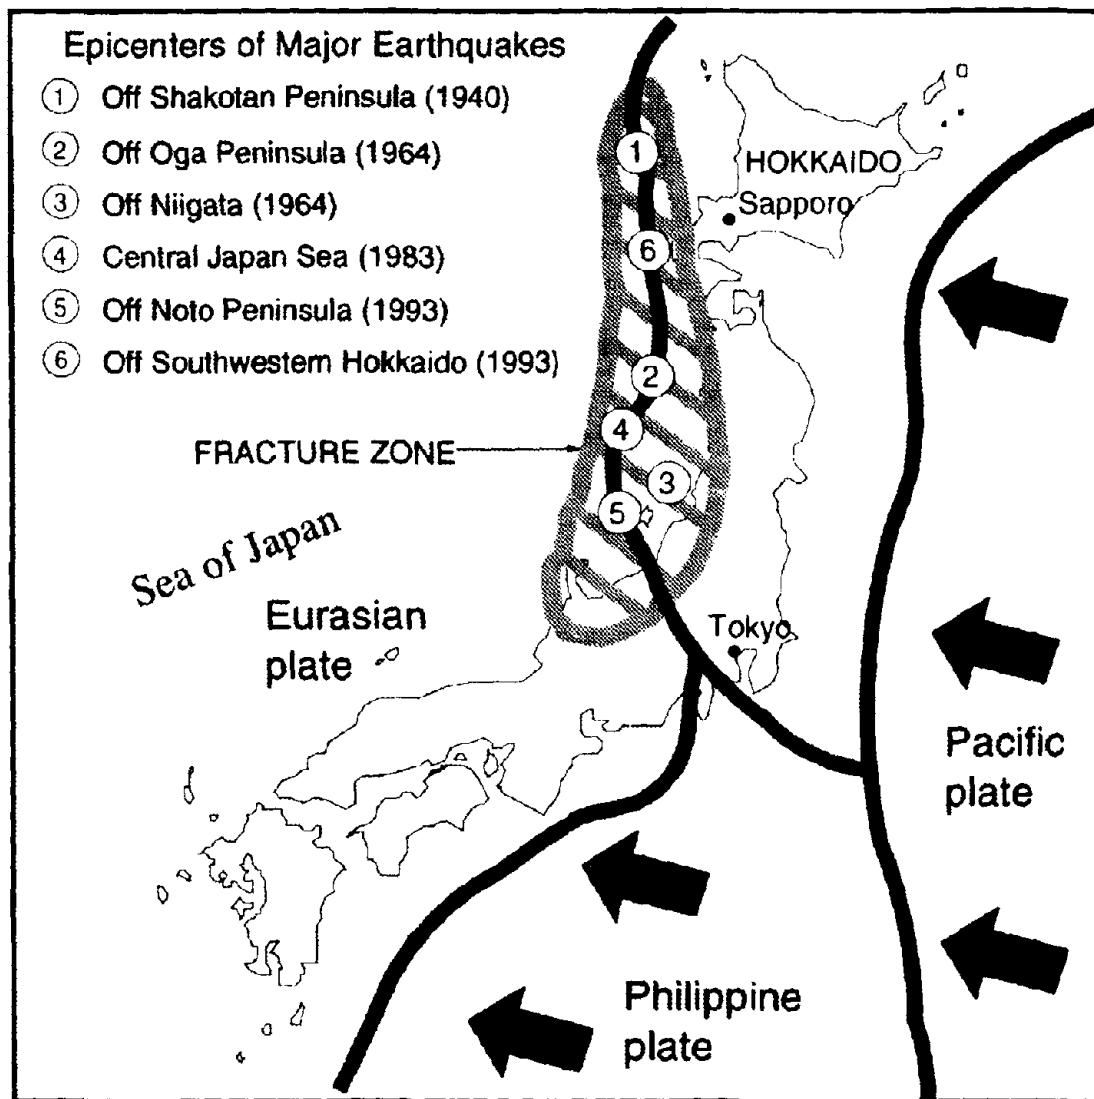 Epicenters of Major Earthquakes
1 Off Shakotan Peninsula (1940)
2 Off Oga Peninsula (1964)
3 Off Niigata (1964)
4 Central Japan Sea (1983)
5 Off Noto Peninsula (1993)
6 Off Southwestern Hokkaido (1993)
1
HOKKAIDO
Sapporo
6
2
4
FRACTURE ZONE
3
5
Sea of Japan
Eurasian
plate
Tokyo
Pacific
plate
Philippine
plate